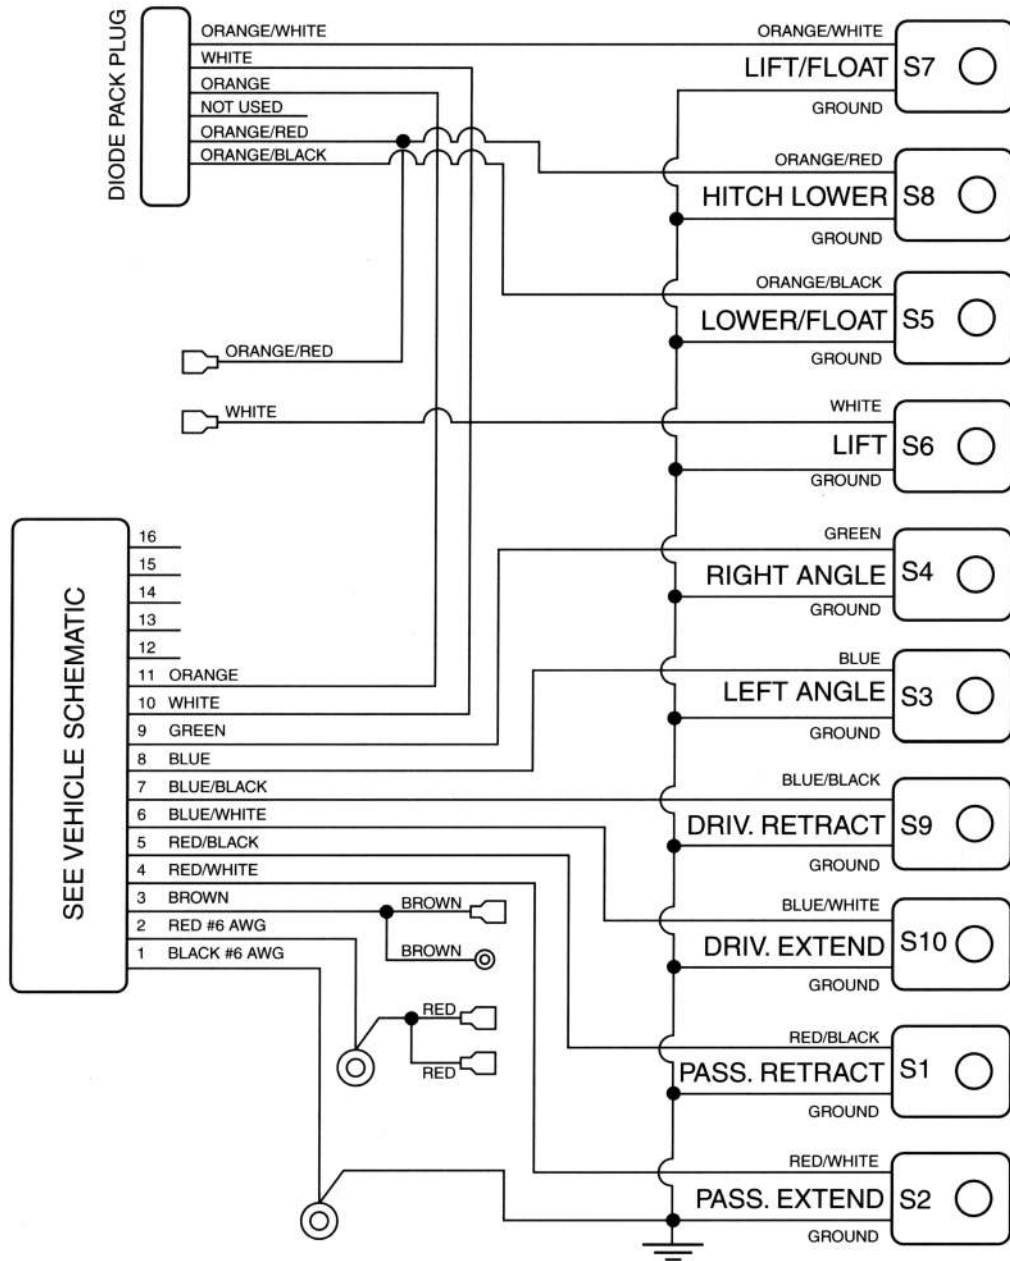 DIODE PACK PLUG
ORANGE/WHITE
WHITE
ORANGE
NOT USED
ORANGE/RED
ORANGE/BLACK
ORANGE/WHITE
LIFT/FLOAT S7
GROUND
ORANGE/RED
HITCH LOWER S8
GROUND
ORANGE/BLACK
LOWER/FLOAT S5
GROUND
ORANGE/RED
WHITE
WHITE
LIFT S6
GROUND
GREEN
RIGHT ANGLE S4
GROUND
BLUE
LEFT ANGLE S3
GROUND
BLUE/BLACK
DRIV. RETRACT S9
GROUND
BLUE/WHITE
DRIV. EXTEND S10
GROUND
RED/BLACK
PASS. RETRACT S1
GROUND
RED/WHITE
PASS. EXTEND S2
GROUND
SEE VEHICLE SCHEMATIC
16
15
14
13
12
11 ORANGE
10 WHITE
9 GREEN
8 BLUE
7 BLUE/BLACK
6 BLUE/WHITE
5 RED/BLACK
4 RED/WHITE
3 BROWN
2 RED #6 AWG
1 BLACK #6 AWG
BROWN
BROWN
RED
RED